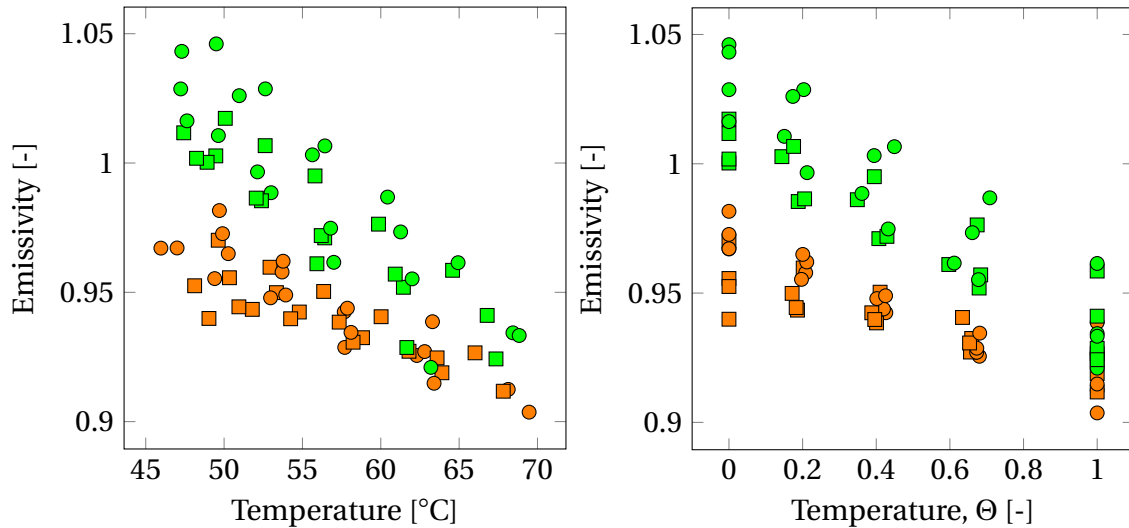 1.05
1
0.95
0.9
45 50 55 60 65 70
Temperature [°C]
Emissivity [-]
1.05
1
0.95
0.9
0 0.2 0.4 0.6 0.8 1
Temperature, Θ [-]
Emissivity [-]